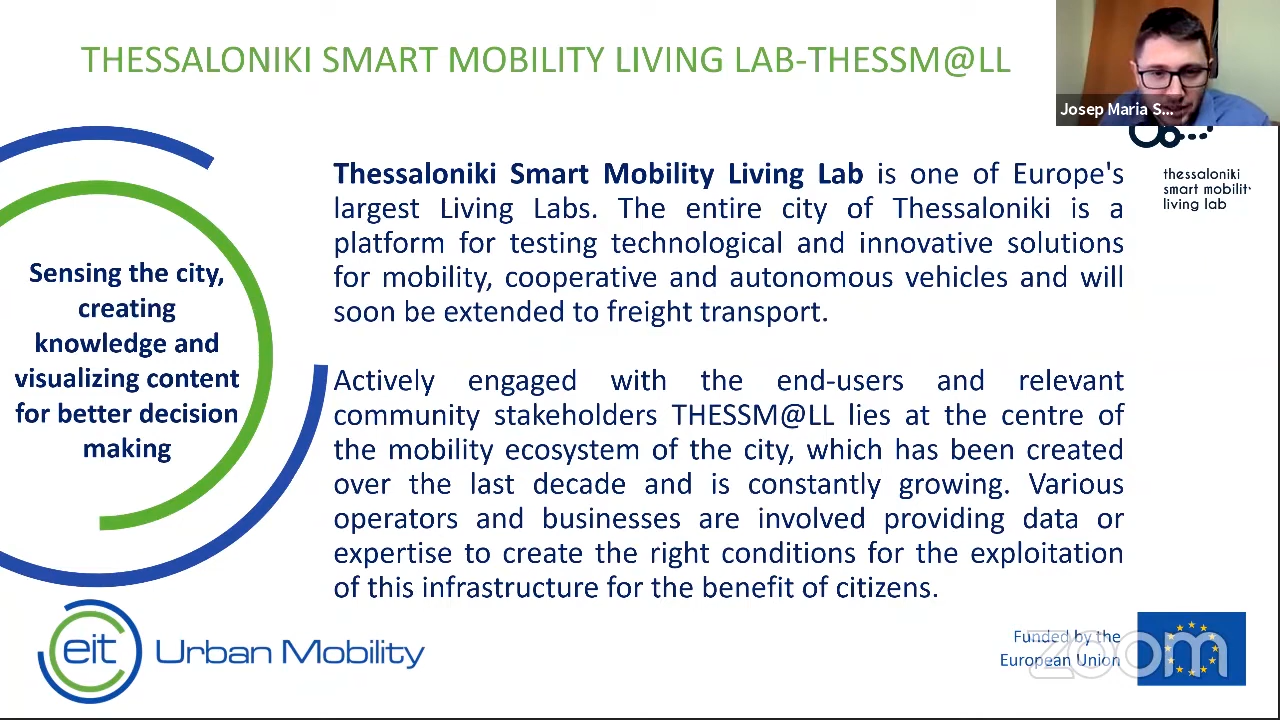 THESSALONIKI SMART MOBILITY LIVING LAB-THESSM@LL
Josep Maria S...
thessaloniki
smart mobilit
living lab
Thessaloniki Smart Mobility Living Lab is one of Europe's
largest Living Labs. The entire city of Thessaloniki is a
platform for testing technological and innovative solutions
for mobility, cooperative and autonomous vehicles and will
soon be extended to freight transport.
Sensing the city,
creating
knowledge and
visualizing content
for better decision
making
Actively engaged with the end-users and relevant
community stakeholders THESSM@LL lies at the centre of
the mobility ecosystem of the city, which has been created
over the last decade and is constantly growing. Various
operators and businesses are involved providing data or
expertise to create the right conditions for the exploitation
of this infrastructure for the benefit of citizens.
eit Urban Mobility
Funded by the
European Union
zoom